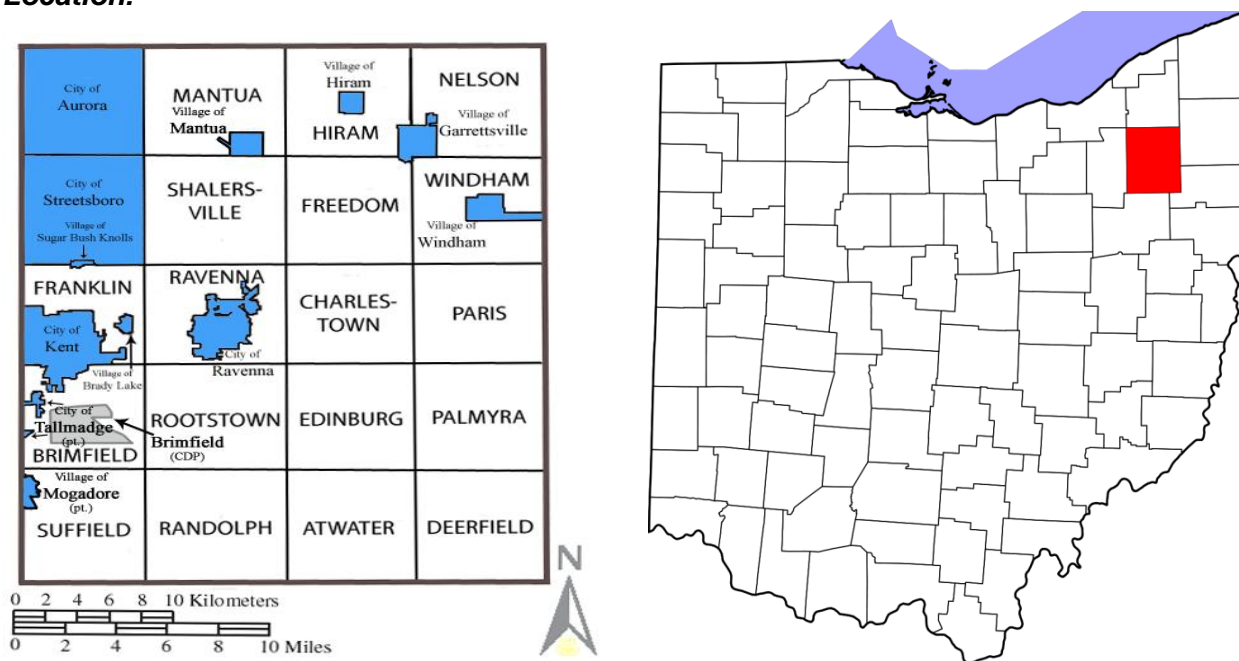 Location:
City of
Aurora
MANTUA
Village of
Mantua
Village of
Hiram
HIRAM
NELSON
Village of
Garrettsville
City of
Streetsboro
Village of
Sugar Bush Knolls
SHALERS-
VILLE
FREEDOM
WINDHAM
Village of
Windham
FRANKLIN
City of
Kent
Village of
Brady Lake
RAVENNA
City of
Ravenna
CHARLES-
TOWN
PARIS
City of
Tallmadge
(pt.)
BRIMFIELD
ROOTSTOWN
Brimfield
(CDP)
EDINBURG
PALMYRA
Village of
Mogadore
(pt.)
SUFFIELD
RANDOLPH
ATWATER
DEERFIELD
N
0 2 4 6 8 10 Kilometers
0 2 4 6 8 10 Miles